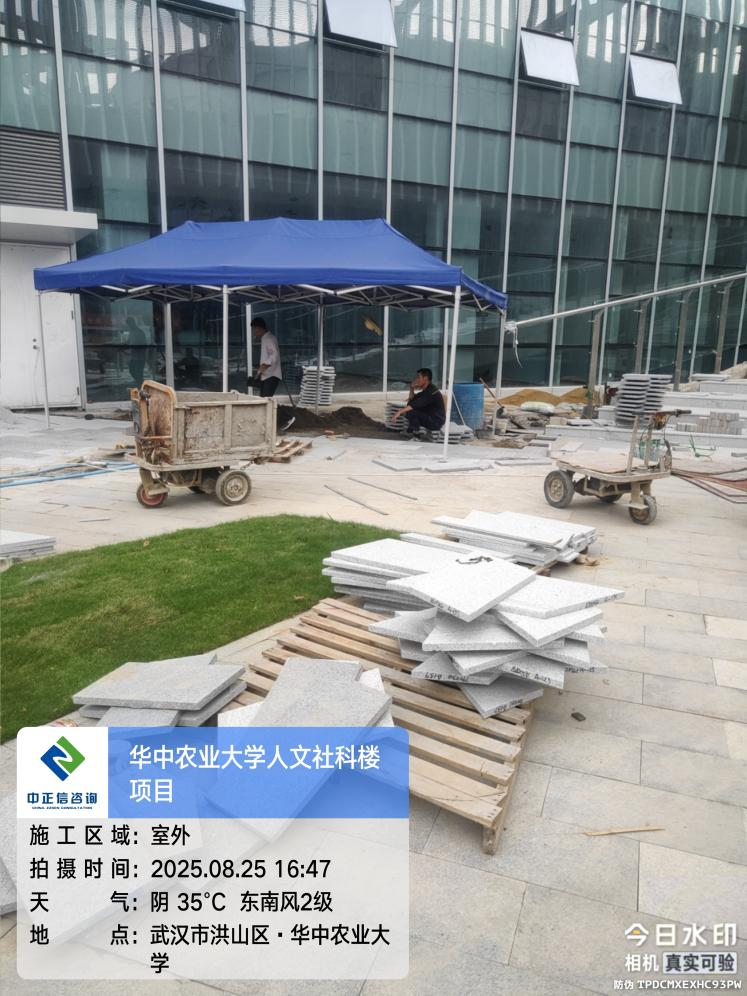 中正信咨询
CHINA ZZXIN CONSULTATION
华中农业大学人文社科楼
项目
施工区域：室外
拍摄时间：2025.08.25 16:47
天气：阴 35℃ 东南风2级
地点：武汉市洪山区·华中农业大
学
今日水印
相机 真实可验
防伪 TPDCMXEXHC93PW